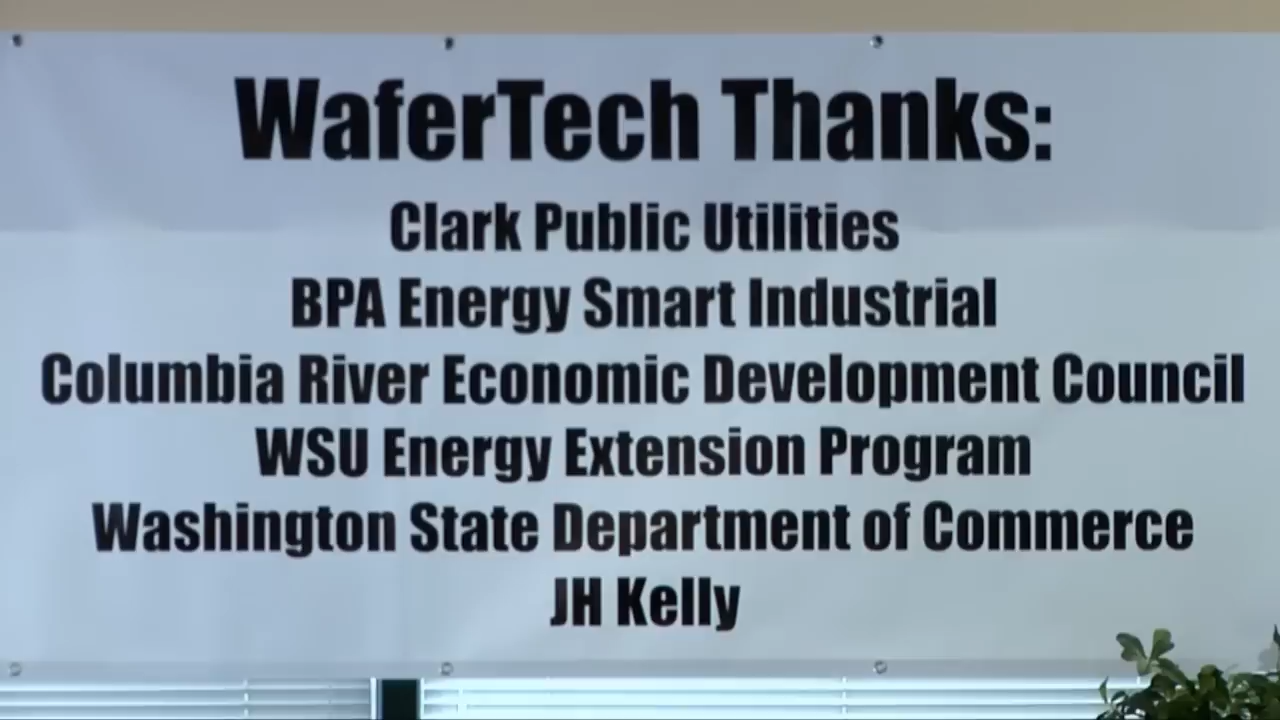 WaferTech Thanks:
Clark Public Utilities
BPA Energy Smart Industrial
Columbia River Economic Development Council
WSU Energy Extension Program
Washington State Department of Commerce
JH Kelly